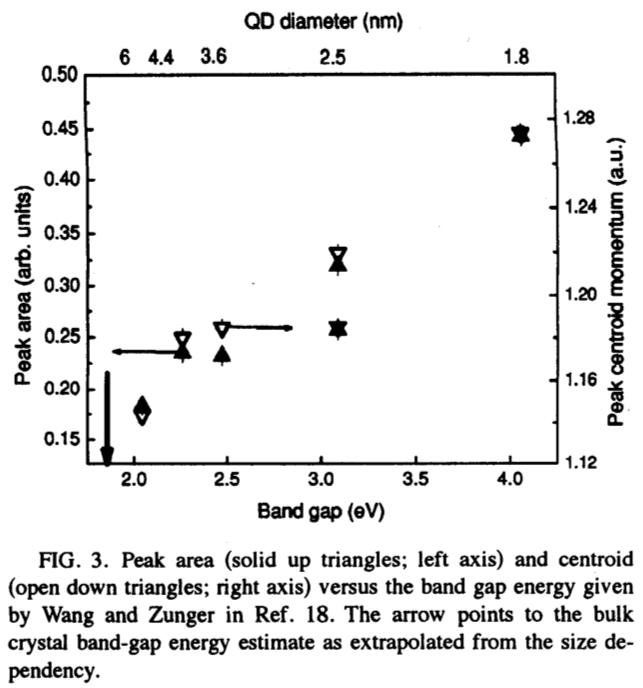 QD diameter (nm)
6 4.4 3.6 2.5 1.8
0.50
0.45
0.40
0.35
0.30
0.25
0.20
0.15
Peak area (arb. units)
1.28
1.24
1.20
1.16
1.12
Peak centroid momentum (a.u.)
2.0 2.5 3.0 3.5 4.0
Band gap (eV)
FIG. 3. Peak area (solid up triangles; left axis) and centroid
(open down triangles; right axis) versus the band gap energy given
by Wang and Zunger in Ref. 18. The arrow points to the bulk
crystal band-gap energy estimate as extrapolated from the size de-
pendency.